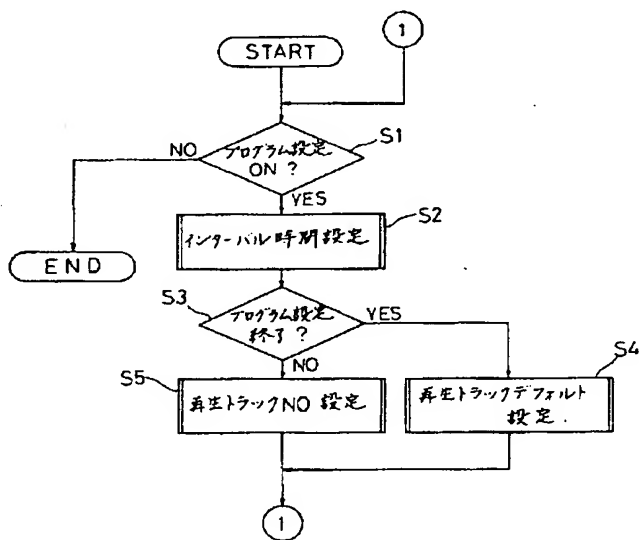 START
1
プログラム設定
ON ?
S1
NO
YES
END
インターバル時間設定
S2
プログラム設定
終了?
S3
YES
NO
再生トラックNO 設定
S5
再生トラックデフォルト
設定.
S4
1